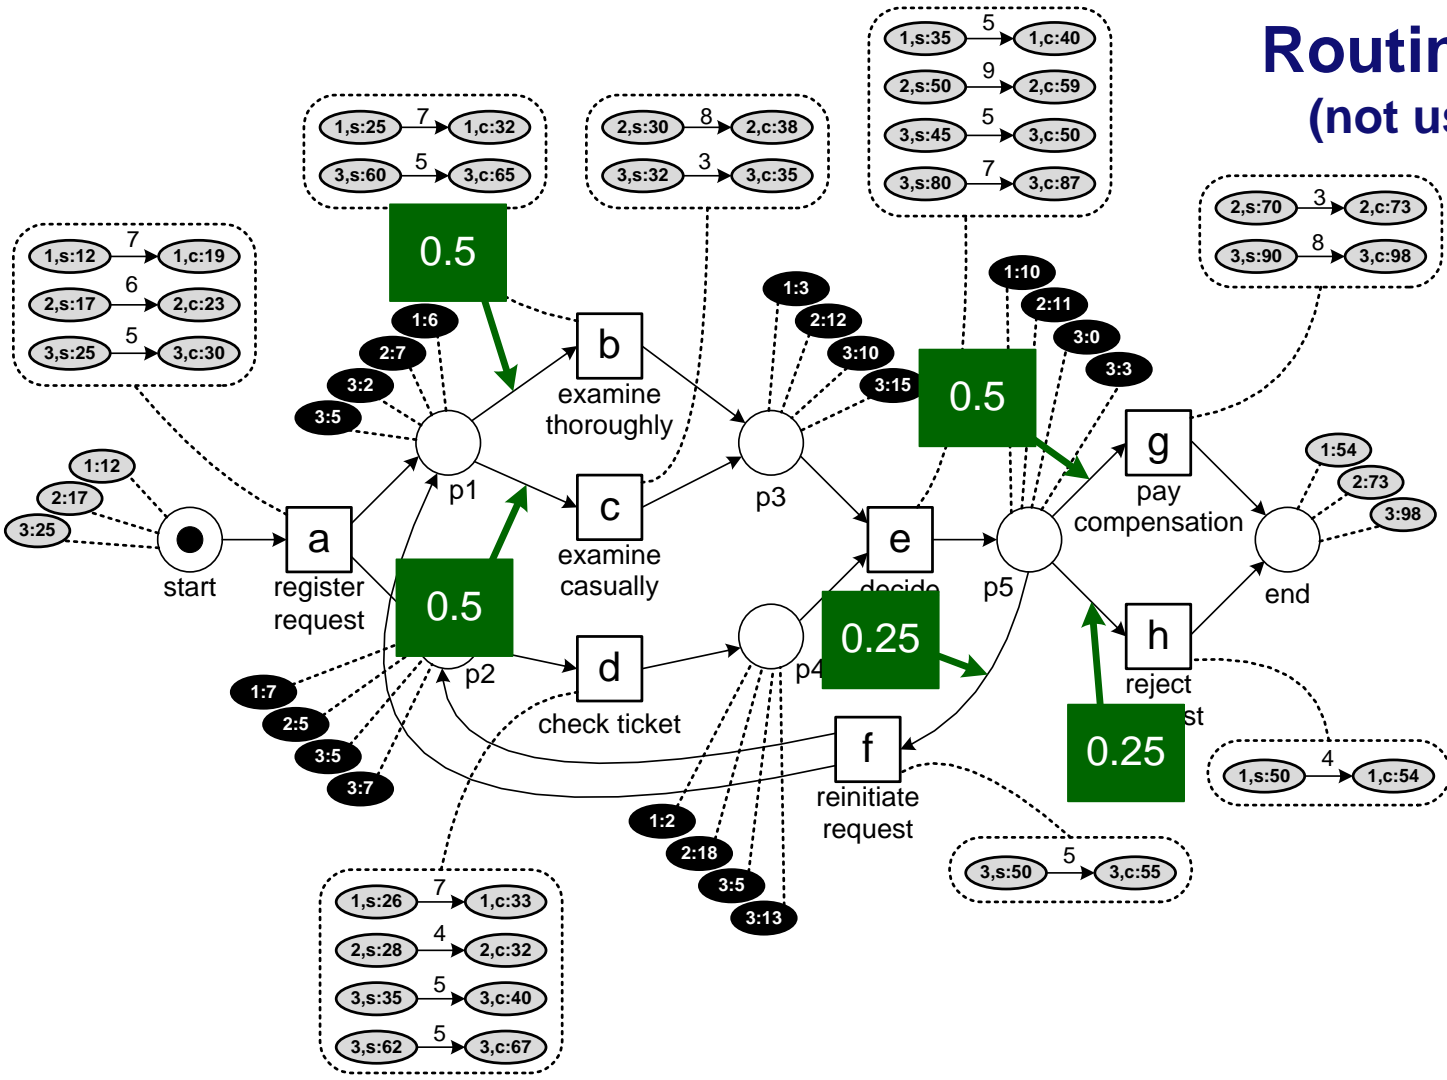 Routin
(not us
1,s:35 5 1,c:40
2,s:50 9 2,c:59
3,s:45 5 3,c:50
3,s:80 7 3,c:87
1,s:25 7 1,c:32
3,s:60 5 3,c:65
2,s:30 8 2,c:38
3,s:32 3 3,c:35
2,s:70 3 2,c:73
3,s:90 8 3,c:98
1,s:12 7 1,c:19
2,s:17 6 2,c:23
3,s:25 5 3,c:30
0.5
1:6
2:7
3:2
3:5
b
examine
thoroughly
1:3
2:12
3:10
3:15
1:10
2:11
3:0
3:3
0.5
g
pay
compensation
1:54
2:73
3:98
1:12
2:17
3:25
start
a
register
request
p1
c
examine
casually
p3
e
decide
p5
end
0.5
p2
d
check ticket
p4
0.25
h
reject
st
0.25
1:7
2:5
3:5
3:7
f
reinitiate
request
1:2
2:18
3:5
3:13
1,s:50 4 1,c:54
3,s:50 5 3,c:55
1,s:26 7 1,c:33
2,s:28 4 2,c:32
3,s:35 5 3,c:40
3,s:62 5 3,c:67